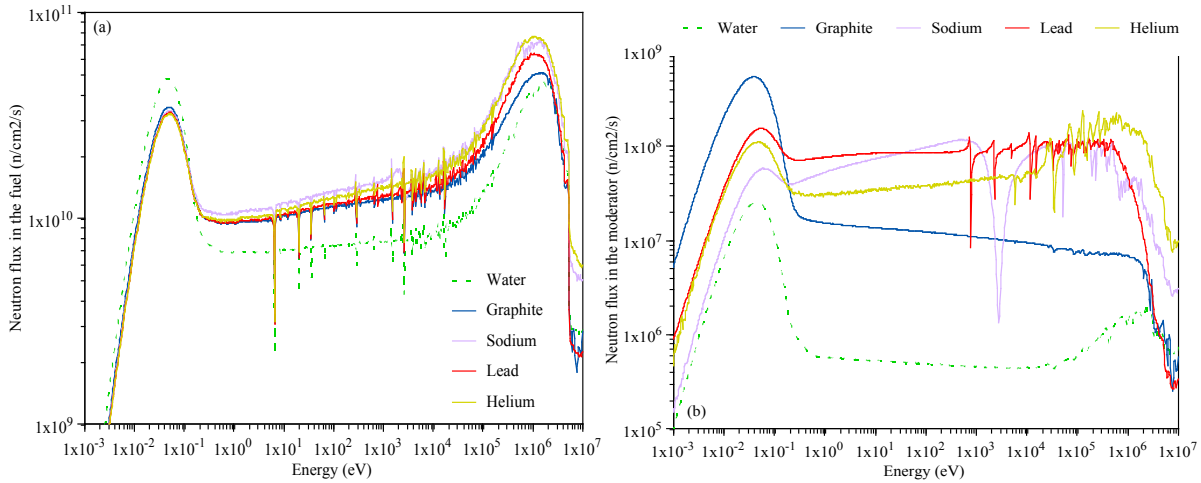 (a)
Neutron flux in the fuel (n/cm2/s)
1x10^11
1x10^10
1x10^9
Water
Graphite
Sodium
Lead
Helium
1x10^-3 1x10^-2 1x10^-1 1x10^0 1x10^1 1x10^2 1x10^3 1x10^4 1x10^5 1x10^6 1x10^7
Energy (eV)
Water Graphite Sodium Lead Helium
Neutron flux in the moderator (n/cm2/s)
1x10^9
1x10^8
1x10^7
1x10^6
1x10^5
(b)
1x10^-3 1x10^-2 1x10^-1 1x10^0 1x10^1 1x10^2 1x10^3 1x10^4 1x10^5 1x10^6 1x10^7
Energy (eV)